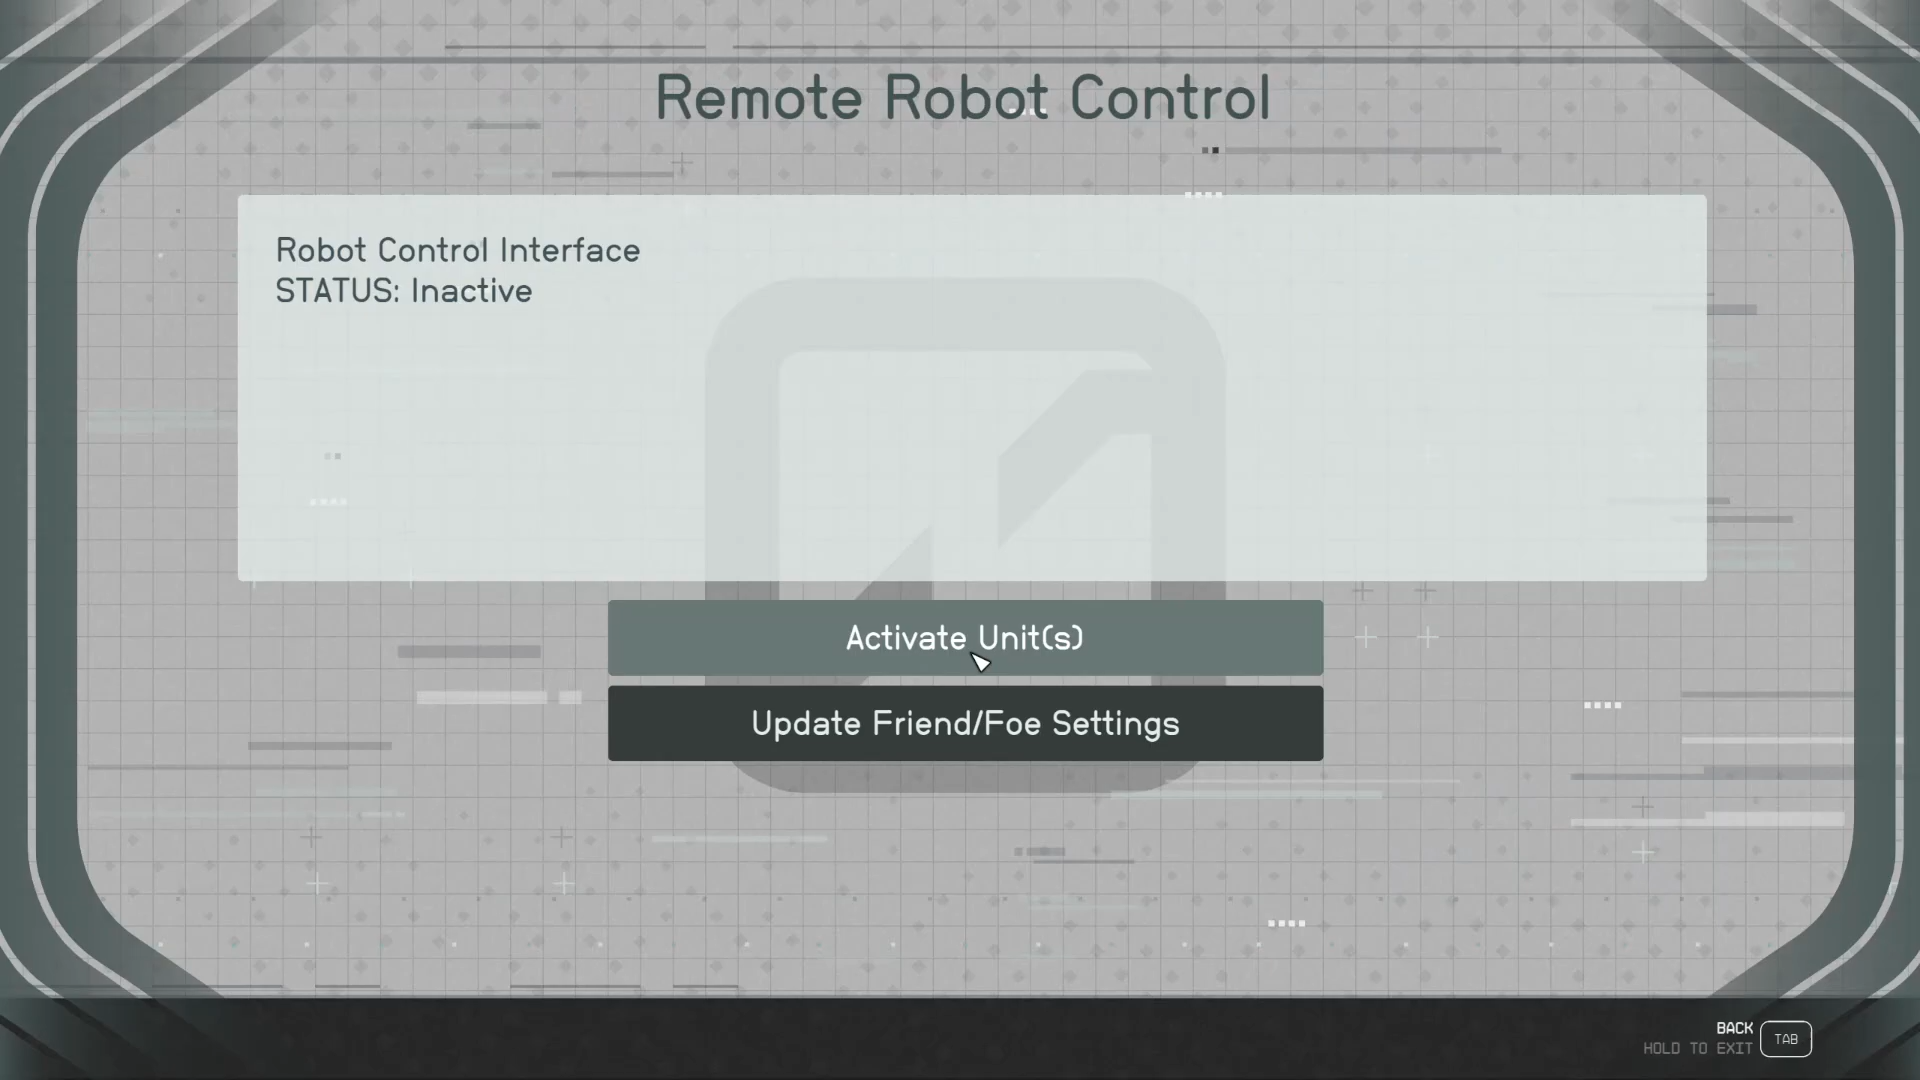 Remote Robot Control
Robot Control Interface
STATUS: Inactive
Activate Unit(s)
Update Friend/Foe Settings
BACK
HOLD TO EXIT
TAB